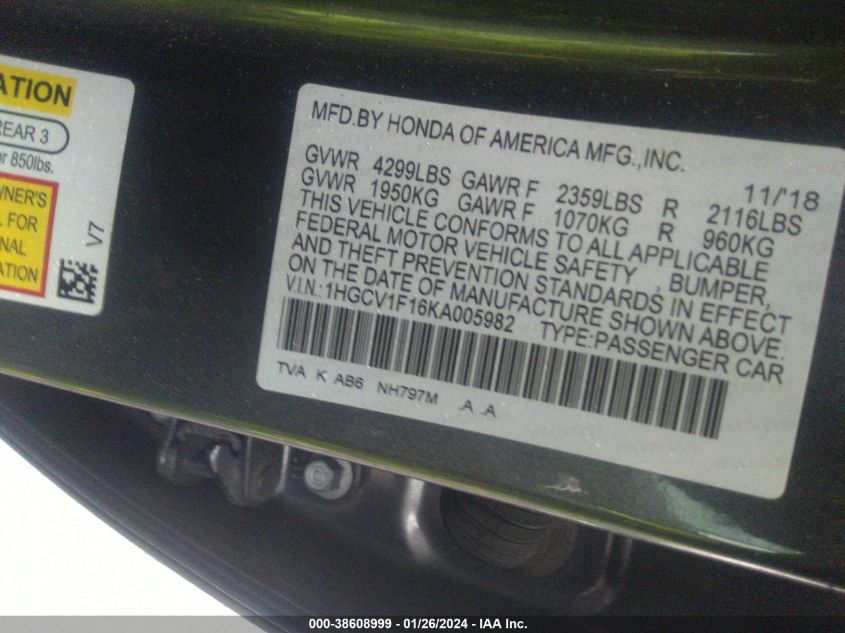 ATION
REAR 3
or 850lbs.
WNER'S
L FOR
NAL
ATION
V7
MFD.BY HONDA OF AMERICA MFG.,INC.
11/'18
GVWR 4299LBS GAWR F 2359LBS R 2116LBS
GVWR 1950KG GAWR F 1070KG R 960KG
THIS VEHICLE CONFORMS TO ALL APPLICABLE
FEDERAL MOTOR VEHICLE SAFETY , BUMPER,
AND THEFT PREVENTION STANDARDS IN EFFECT
ON THE DATE OF MANUFACTURE SHOWN ABOVE.
V.I.N.:1HGCV1F16KA005982 TYPE:PASSENGER CAR
TVA K AB6 NH797M .A .A
000-38608999 — 01/26/2024 — IAA Inc.